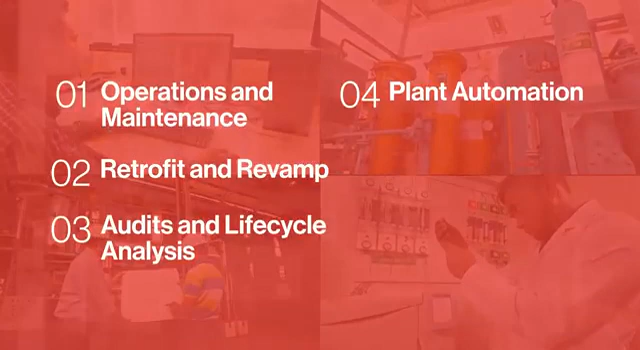 01 Operations and
Maintenance
02 Retrofit and Revamp
03 Audits and Lifecycle
Analysis
04 Plant Automation